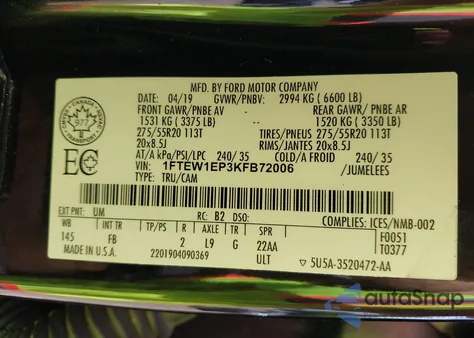 MFD. BY FORD MOTOR COMPANY
DATE: 04/19 GVWR/PNBV: 2994 KG ( 6600 LB)
FRONT GAWR/PNBE AV REAR GAWR/ PNBE AR
1531 KG ( 3375 LB) 1520 KG ( 3350 LB)
275/55R20 113T TIRES/PNEUS 275/55R20 113T
20x8.5J RIMS/JANTES 20x8.5J
AT/A kPa/PSI/LPC 240/ 35 COLD/A FROID 240/ 35
VIN: 1FTEW1EP3KFB72006 /JUMELEES
TYPE: TRU/CAM
CANADA
977
EC
EXT PNT: UM RC: B2 DSO: COMPLIES: ICES/NMB-002
WB INT TR TP/PS R AXLE TR SPR F0051
145 FB 2 L9 G 22AA T0377
ULT
MADE IN U.S.A. 2201904090369 ▽ 5U5A-3520472-AA
autoSnap